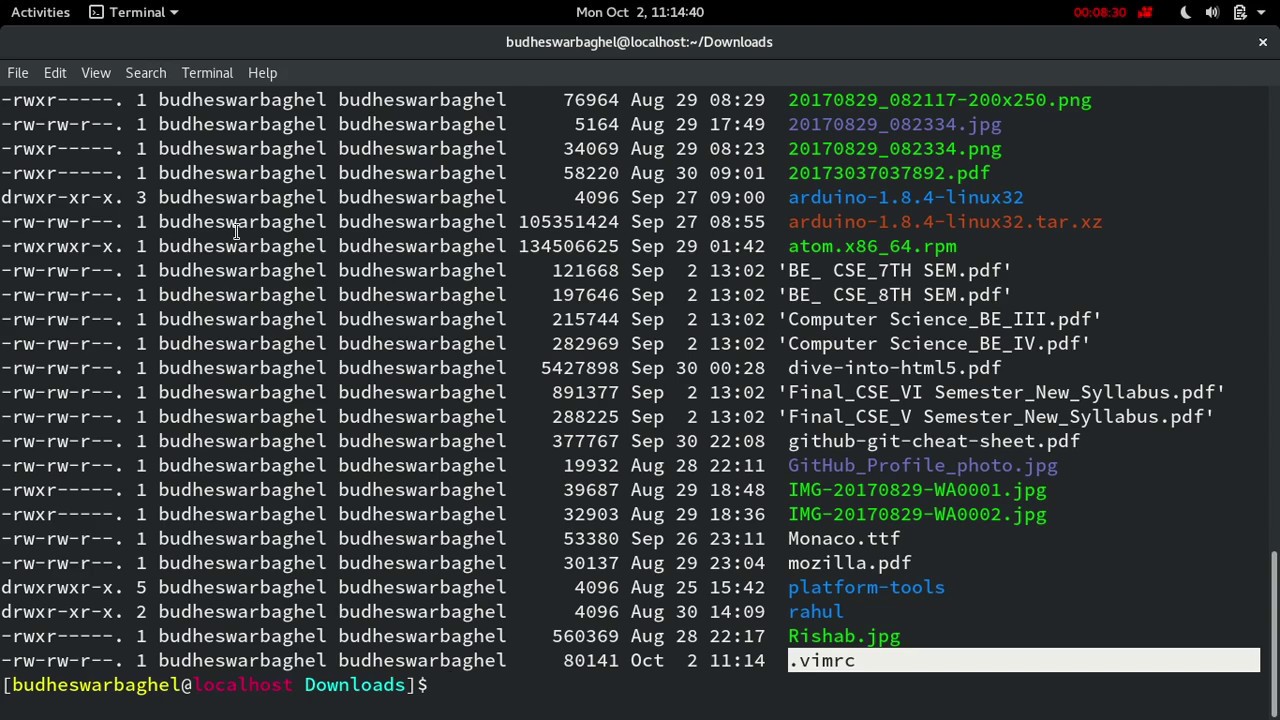 Activities Terminal Mon Oct 2, 11:14:40 00:08:30
budheswarbaghel@localhost:~/Downloads
File Edit View Search Terminal Help
-rwxr-----. 1 budheswarbaghel budheswarbaghel 76964 Aug 29 08:29 20170829_082117-200x250.png
-rw-rw-r--. 1 budheswarbaghel budheswarbaghel 5164 Aug 29 17:49 20170829_082334.jpg
-rwxr-----. 1 budheswarbaghel budheswarbaghel 34069 Aug 29 08:23 20170829_082334.png
-rwxr-----. 1 budheswarbaghel budheswarbaghel 58220 Aug 30 09:01 20173037037892.pdf
drwxr-xr-x. 3 budheswarbaghel budheswarbaghel 4096 Sep 27 09:00 arduino-1.8.4-linux32
-rw-rw-r--. 1 budheswarbaghel budheswarbaghel 105351424 Sep 27 08:55 arduino-1.8.4-linux32.tar.xz
-rwxrwxr-x. 1 budheswarbaghel budheswarbaghel 134506625 Sep 29 01:42 atom.x86_64.rpm
-rw-rw-r--. 1 budheswarbaghel budheswarbaghel 121668 Sep 2 13:02 'BE_ CSE_7TH SEM.pdf'
-rw-rw-r--. 1 budheswarbaghel budheswarbaghel 197646 Sep 2 13:02 'BE_ CSE_8TH SEM.pdf'
-rw-rw-r--. 1 budheswarbaghel budheswarbaghel 215744 Sep 2 13:02 'Computer Science_BE_III.pdf'
-rw-rw-r--. 1 budheswarbaghel budheswarbaghel 282969 Sep 2 13:02 'Computer Science_BE_IV.pdf'
-rw-rw-r--. 1 budheswarbaghel budheswarbaghel 5427898 Sep 30 00:28 dive-into-html5.pdf
-rw-rw-r--. 1 budheswarbaghel budheswarbaghel 891377 Sep 2 13:02 'Final_CSE_VI Semester_New_Syllabus.pdf'
-rw-rw-r--. 1 budheswarbaghel budheswarbaghel 288225 Sep 2 13:02 'Final_CSE_V Semester_New_Syllabus.pdf'
-rw-rw-r--. 1 budheswarbaghel budheswarbaghel 377767 Sep 30 22:08 github-git-cheat-sheet.pdf
-rw-rw-r--. 1 budheswarbaghel budheswarbaghel 19932 Aug 28 22:11 GitHub_Profile_photo.jpg
-rwxr-----. 1 budheswarbaghel budheswarbaghel 39687 Aug 29 18:48 IMG-20170829-WA0001.jpg
-rwxr-----. 1 budheswarbaghel budheswarbaghel 32903 Aug 29 18:36 IMG-20170829-WA0002.jpg
-rw-rw-r--. 1 budheswarbaghel budheswarbaghel 53380 Sep 26 23:11 Monaco.ttf
-rw-rw-r--. 1 budheswarbaghel budheswarbaghel 30137 Aug 29 23:04 mozilla.pdf
drwxrwxr-x. 5 budheswarbaghel budheswarbaghel 4096 Aug 25 15:42 platform-tools
drwxrwxr-x. 2 budheswarbaghel budheswarbaghel 4096 Aug 30 14:09 rahul
-rwxr-----. 1 budheswarbaghel budheswarbaghel 560369 Aug 28 22:17 Rishab.jpg
-rw-rw-r--. 1 budheswarbaghel budheswarbaghel 80141 Oct 2 11:14 .vimrc
[budheswarbaghel@localhost Downloads]$